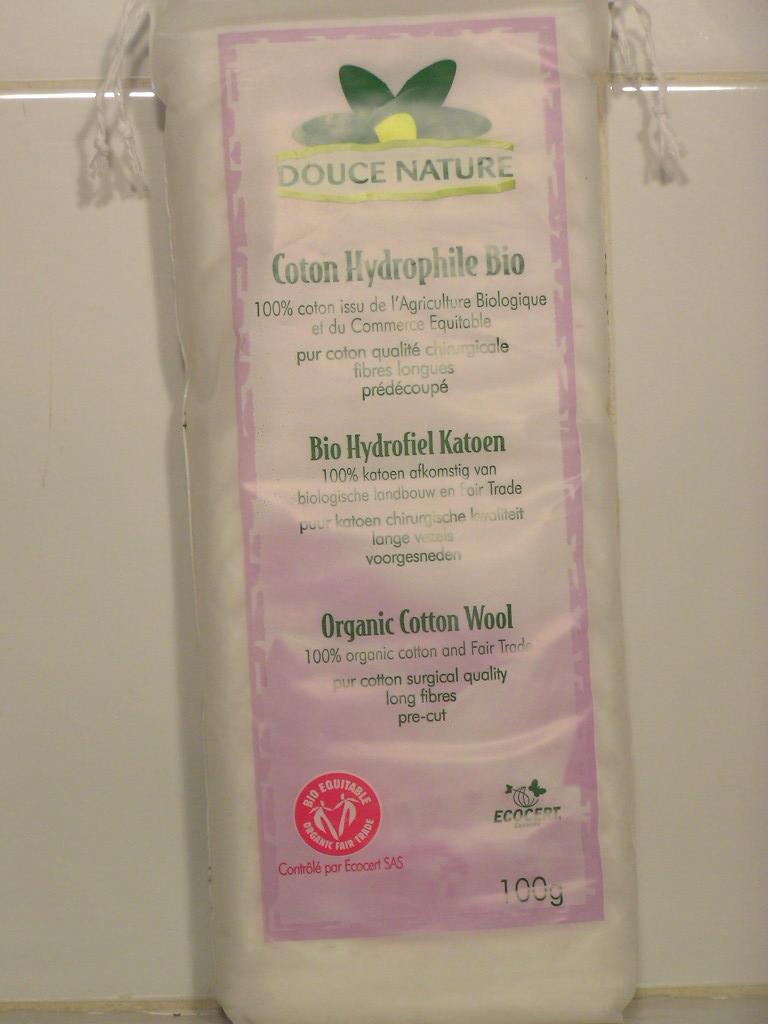 DOUCE NATURE
Coton Hydrophile Bio
100% coton issu de l'Agriculture Biologique
et du Commerce Equitable
pur coton qualité chirurgicale
fibres longues
prédécoupé
Bio Hydrofiel Katoen
100% katoen afkomstig van
biologische landbouw en Fair Trade
puur katoen chirurgische kwaliteit
lange vezels
voorgesneden
Organic Cotton Wool
100% organic cotton and Fair Trade
pur cotton surgical quality
long fibres
pre-cut
BIO EQUITABLE
ORGANIC FAIR TRADE
Contrôlé par Ecocert SAS
ECOCERT
100g